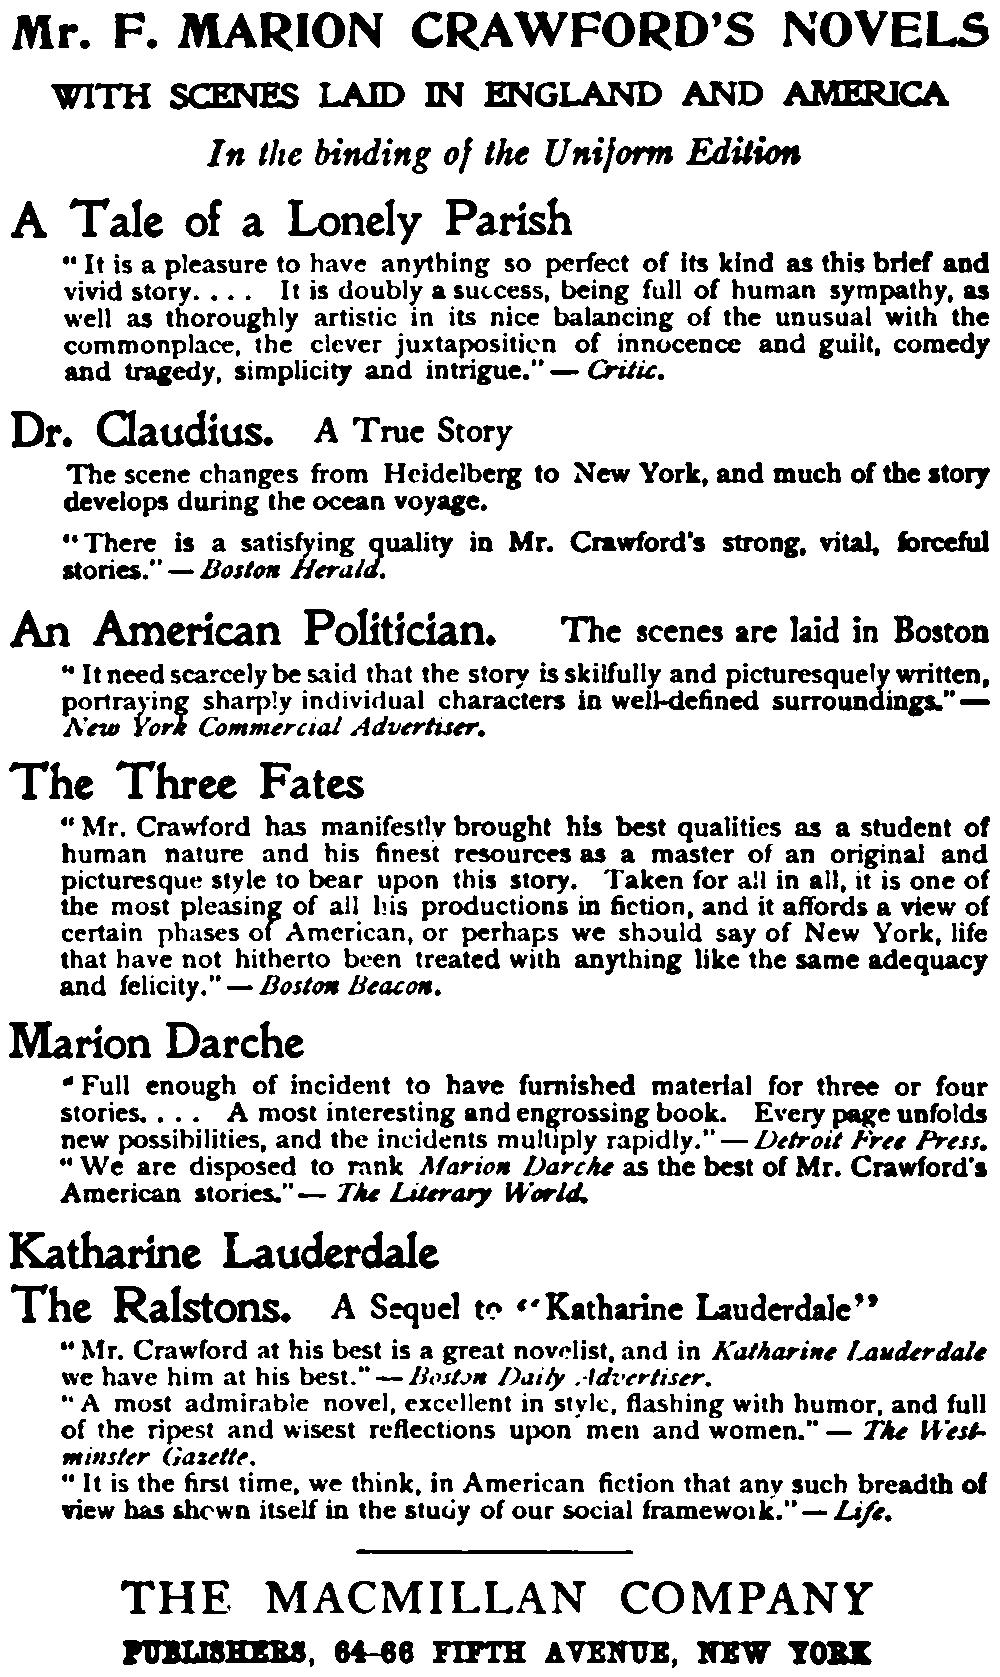 Mr. F. MARION CRAWFORD'S NOVELS
WITH SCENES LAID IN ENGLAND AND AMERICA
In the binding of the Uniform Edition
A Tale of a Lonely Parish
"It is a pleasure to have anything so perfect of its kind as this brief and
vivid story. . . . It is doubly a success, being full of human sympathy, as
well as thoroughly artistic in its nice balancing of the unusual with the
commonplace, the clever juxtaposition of innocence and guilt, comedy
and tragedy, simplicity and intrigue."—Critic.
Dr. Claudius. A True Story
The scene changes from Heidelberg to New York, and much of the story
develops during the ocean voyage.
"There is a satisfying quality in Mr. Crawford's strong, vital, forceful
stories."—Boston Herald.
An American Politician. The scenes are laid in Boston
"It need scarcely be said that the story is skilfully and picturesquely written,
portraying sharply individual characters in well-defined surroundings."—
New York Commercial Advertiser.
The Three Fates
"Mr. Crawford has manifestly brought his best qualities as a student of
human nature and his finest resources as a master of an original and
picturesque style to bear upon this story. Taken for all in all, it is one of
the most pleasing of all his productions in fiction, and it affords a view of
certain phases of American, or perhaps we should say of New York, life
that have not hitherto been treated with anything like the same adequacy
and felicity."—Boston Beacon.
Marion Darche
"Full enough of incident to have furnished material for three or four
stories. . . . A most interesting and engrossing book. Every page unfolds
new possibilities, and the incidents multiply rapidly."—Detroit Free Press.
"We are disposed to rank Marion Darche as the best of Mr. Crawford's
American stories."—The Literary World.
Katharine Lauderdale
The Ralstons. A Sequel to "Katharine Lauderdale"
"Mr. Crawford at his best is a great novelist, and in Katharine Lauderdale
we have him at his best."—Boston Daily Advertiser.
"A most admirable novel, excellent in style, flashing with humor, and full
of the ripest and wisest reflections upon men and women."—The West-
minster Gazette.
"It is the first time, we think, in American fiction that any such breadth of
view has shown itself in the study of our social framework."—Life.
THE MACMILLAN COMPANY
PUBLISHERS, 64–66 FIFTH AVENUE, NEW YORK